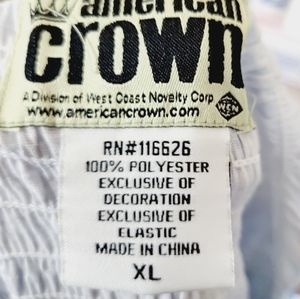 american
crown
A Division of West Coast Novelty Corp
www.americancrown.com
RN#116626
100% POLYESTER
EXCLUSIVE OF
DECORATION
EXCLUSIVE OF
ELASTIC
MADE IN CHINA
XL